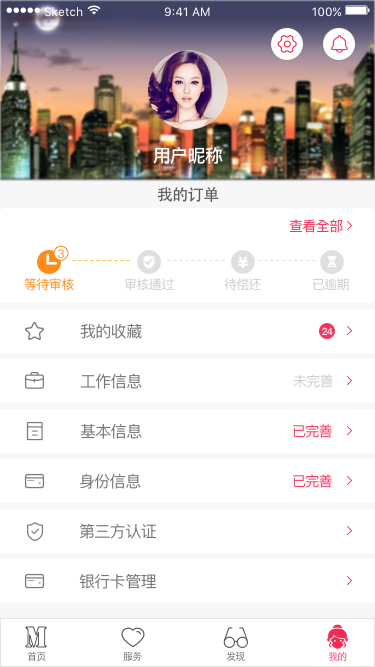 Sketch 9:41 AM 100%
用户昵称
我的订单
查看全部
3
等待审核 审核通过 待偿还 已逾期
我的收藏 24
工作信息 未完善
基本信息 已完善
身份信息 已完善
第三方认证
银行卡管理
首页 服务 发现 我的